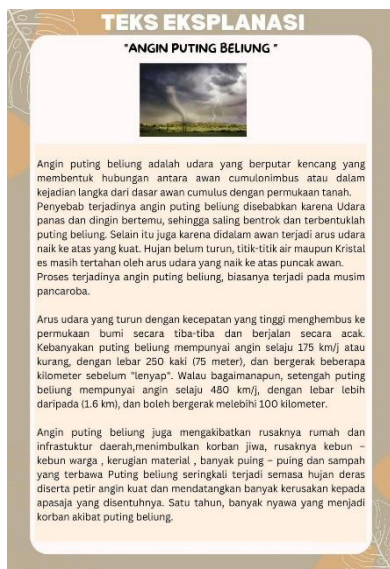 TEKS EKSPLANASI
"ANGIN PUTING BELIUNG "
Angin puting beliung adalah udara yang berputar kencang yang
membentuk hubungan antara awan cumulonimbus atau dalam
kejadian langka dari dasar awan cumulus dengan permukaan tanah.
Penyebab terjadinya angin puting beliung disebabkan karena Udara
panas dan dingin bertemu, sehingga saling bentrok dan terbentuklah
puting beliung. Selain itu juga karena didalam awan terjadi arus udara
naik ke atas yang kuat. Hujan belum turun, titik-titik air maupun Kristal
es masih tertahan oleh arus udara yang naik ke atas puncak awan.
Proses terjadinya angin puting beliung, biasanya terjadi pada musim
pancaroba.
Arus udara yang turun dengan kecepatan yang tinggi menghembus ke
permukaan bumi secara tiba-tiba dan berjalan secara acak.
Kebanyakan puting beliung mempunyai angin selaju 175 km/j atau
kurang, dengan lebar 250 kaki (75 meter), dan bergerak beberapa
kilometer sebelum "lenyap". Walau bagaimanapun, setengah puting
beliung mempunyai angin selaju 480 km/j, dengan lebar lebih
daripada (1.6 km), dan boleh bergerak melebihi 100 kilometer.
Angin puting beliung juga mengakibatkan rusaknya rumah dan
infrastuktur daerah,menimbulkan korban jiwa, rusaknya kebun –
kebun warga , kerugian material , banyak puing – puing dan sampah
yang terbawa Puting beliung seringkali terjadi semasa hujan deras
diserta petir angin kuat dan mendatangkan banyak kerusakan kepada
apasaja yang disentuhnya. Satu tahun, banyak nyawa yang menjadi
korban akibat puting beliung.